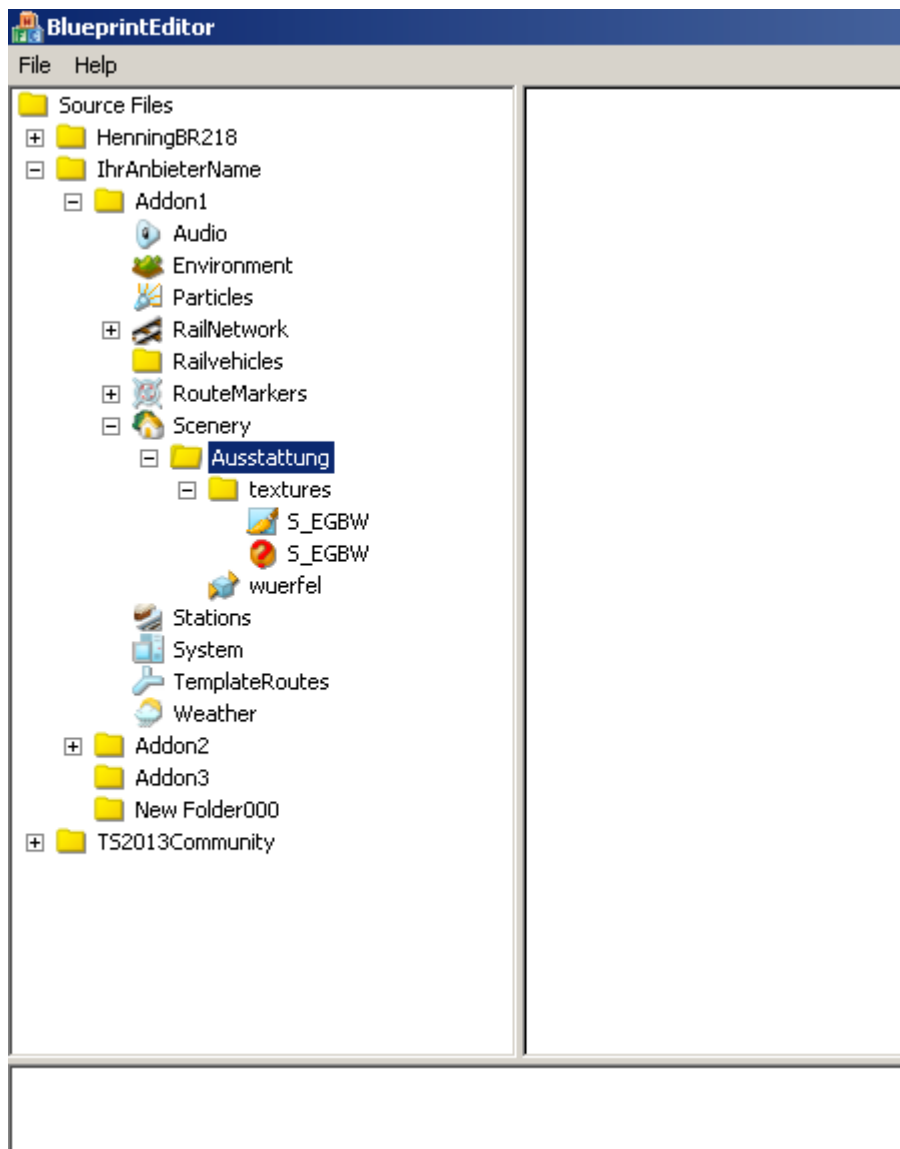 BlueprintEditor
File Help
Source Files
HenningBR218
IhrAnbieterName
Addon1
Audio
Environment
Particles
RailNetwork
Railvehicles
RouteMarkers
Scenery
Ausstattung
textures
S_EGBW
S_EGBW
wuerfel
Stations
System
TemplateRoutes
Weather
Addon2
Addon3
New Folder000
TS2013Community